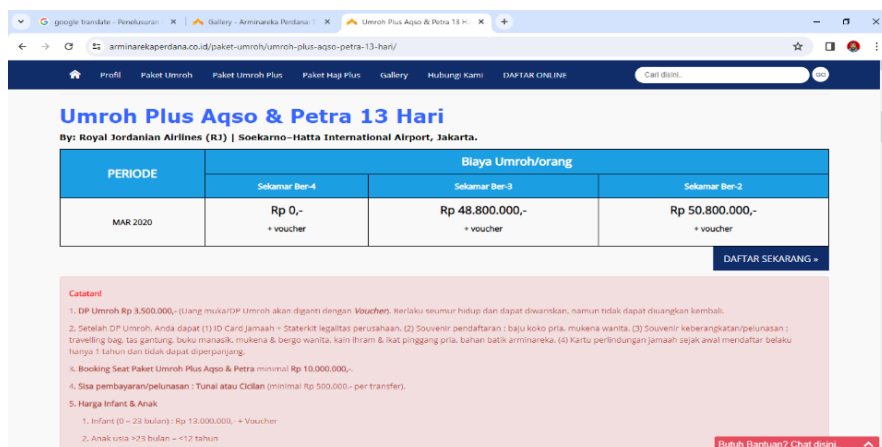 google translate - Penelusuran
Gallery - Arminareka Perdana:
Umroh Plus Aqso & Petra 13 H
arminarekaperdana.co.id/paket-umroh/umroh-plus-aqso-petra-13-hari/
Profil Paket Umroh Paket Umroh Plus Paket Haji Plus Gallery Hubungi Kami DAFTAR ONLINE Cari disini.. GO
Umroh Plus Aqso & Petra 13 Hari
By: Royal Jordanian Airlines (RJ) | Soekarno–Hatta International Airport, Jakarta.
PERIODE Biaya Umroh/orang
Sekamar Ber-4 Sekamar Ber-3 Sekamar Ber-2
MAR 2020 Rp 0,- Rp 48.800.000,- Rp 50.800.000,-
+ voucher + voucher + voucher
DAFTAR SEKARANG »
Catatan!
1. DP Umroh Rp 3.500.000,- (Uang muka/DP Umroh akan diganti dengan Voucher). Berlaku seumur hidup dan dapat diwariskan, namun tidak dapat diuangkan kembali.
2. Setelah DP Umroh, Anda dapat (1) ID Card Jamaah + Staterkit legalitas perusahaan. (2) Souvenir pendaftaran : baju koko pria, mukena wanita. (3) Souvenir keberangkatan/pelunasan :
travelling bag, tas gantung, buku manasik, mukena & bergo wanita, kain ihram & ikat pinggang pria, bahan batik arminareka. (4) Kartu perlindungan jamaah sejak awal mendaftar belaku
hanya 1 tahun dan tidak dapat diperpanjang.
3. Booking Seat Paket Umroh Plus Aqso & Petra minimal Rp 10.000.000,-.
4. Sisa pembayaran/pelunasan : Tunai atau Cicilan (minimal Rp 500.000,- per transfer).
5. Harga Infant & Anak
1. Infant (0 – 23 bulan) : Rp 13.000.000,- + Voucher
2. Anak usia >23 bulan – <12 tahun
Butuh Bantuan? Chat disini